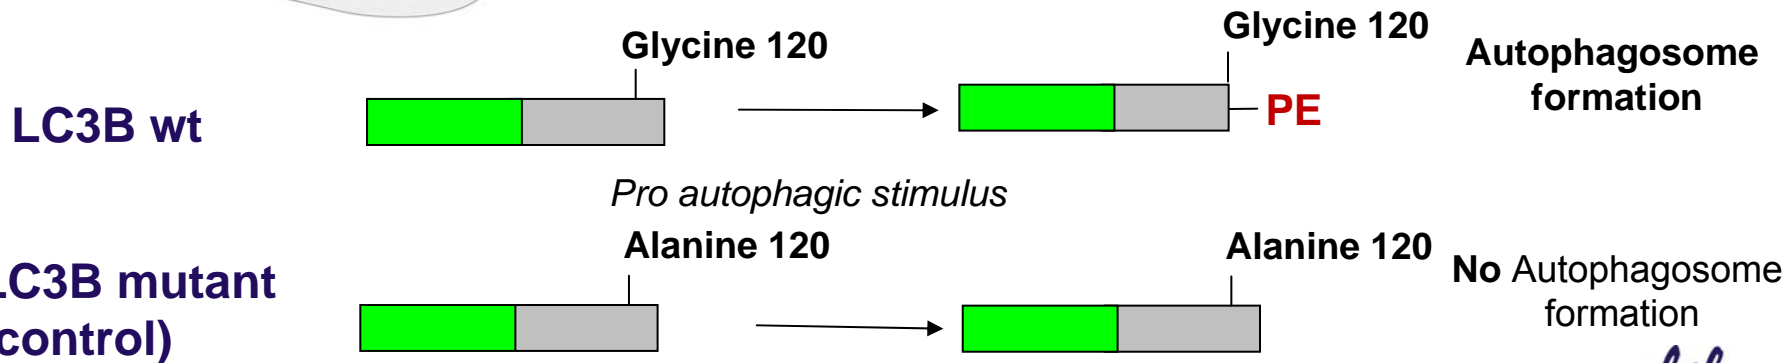 Glycine 120
Glycine 120
Autophagosome
formation
LC3B wt
PE
Pro autophagic stimulus
Alanine 120
Alanine 120
LC3B mutant
No Autophagosome
formation
control)